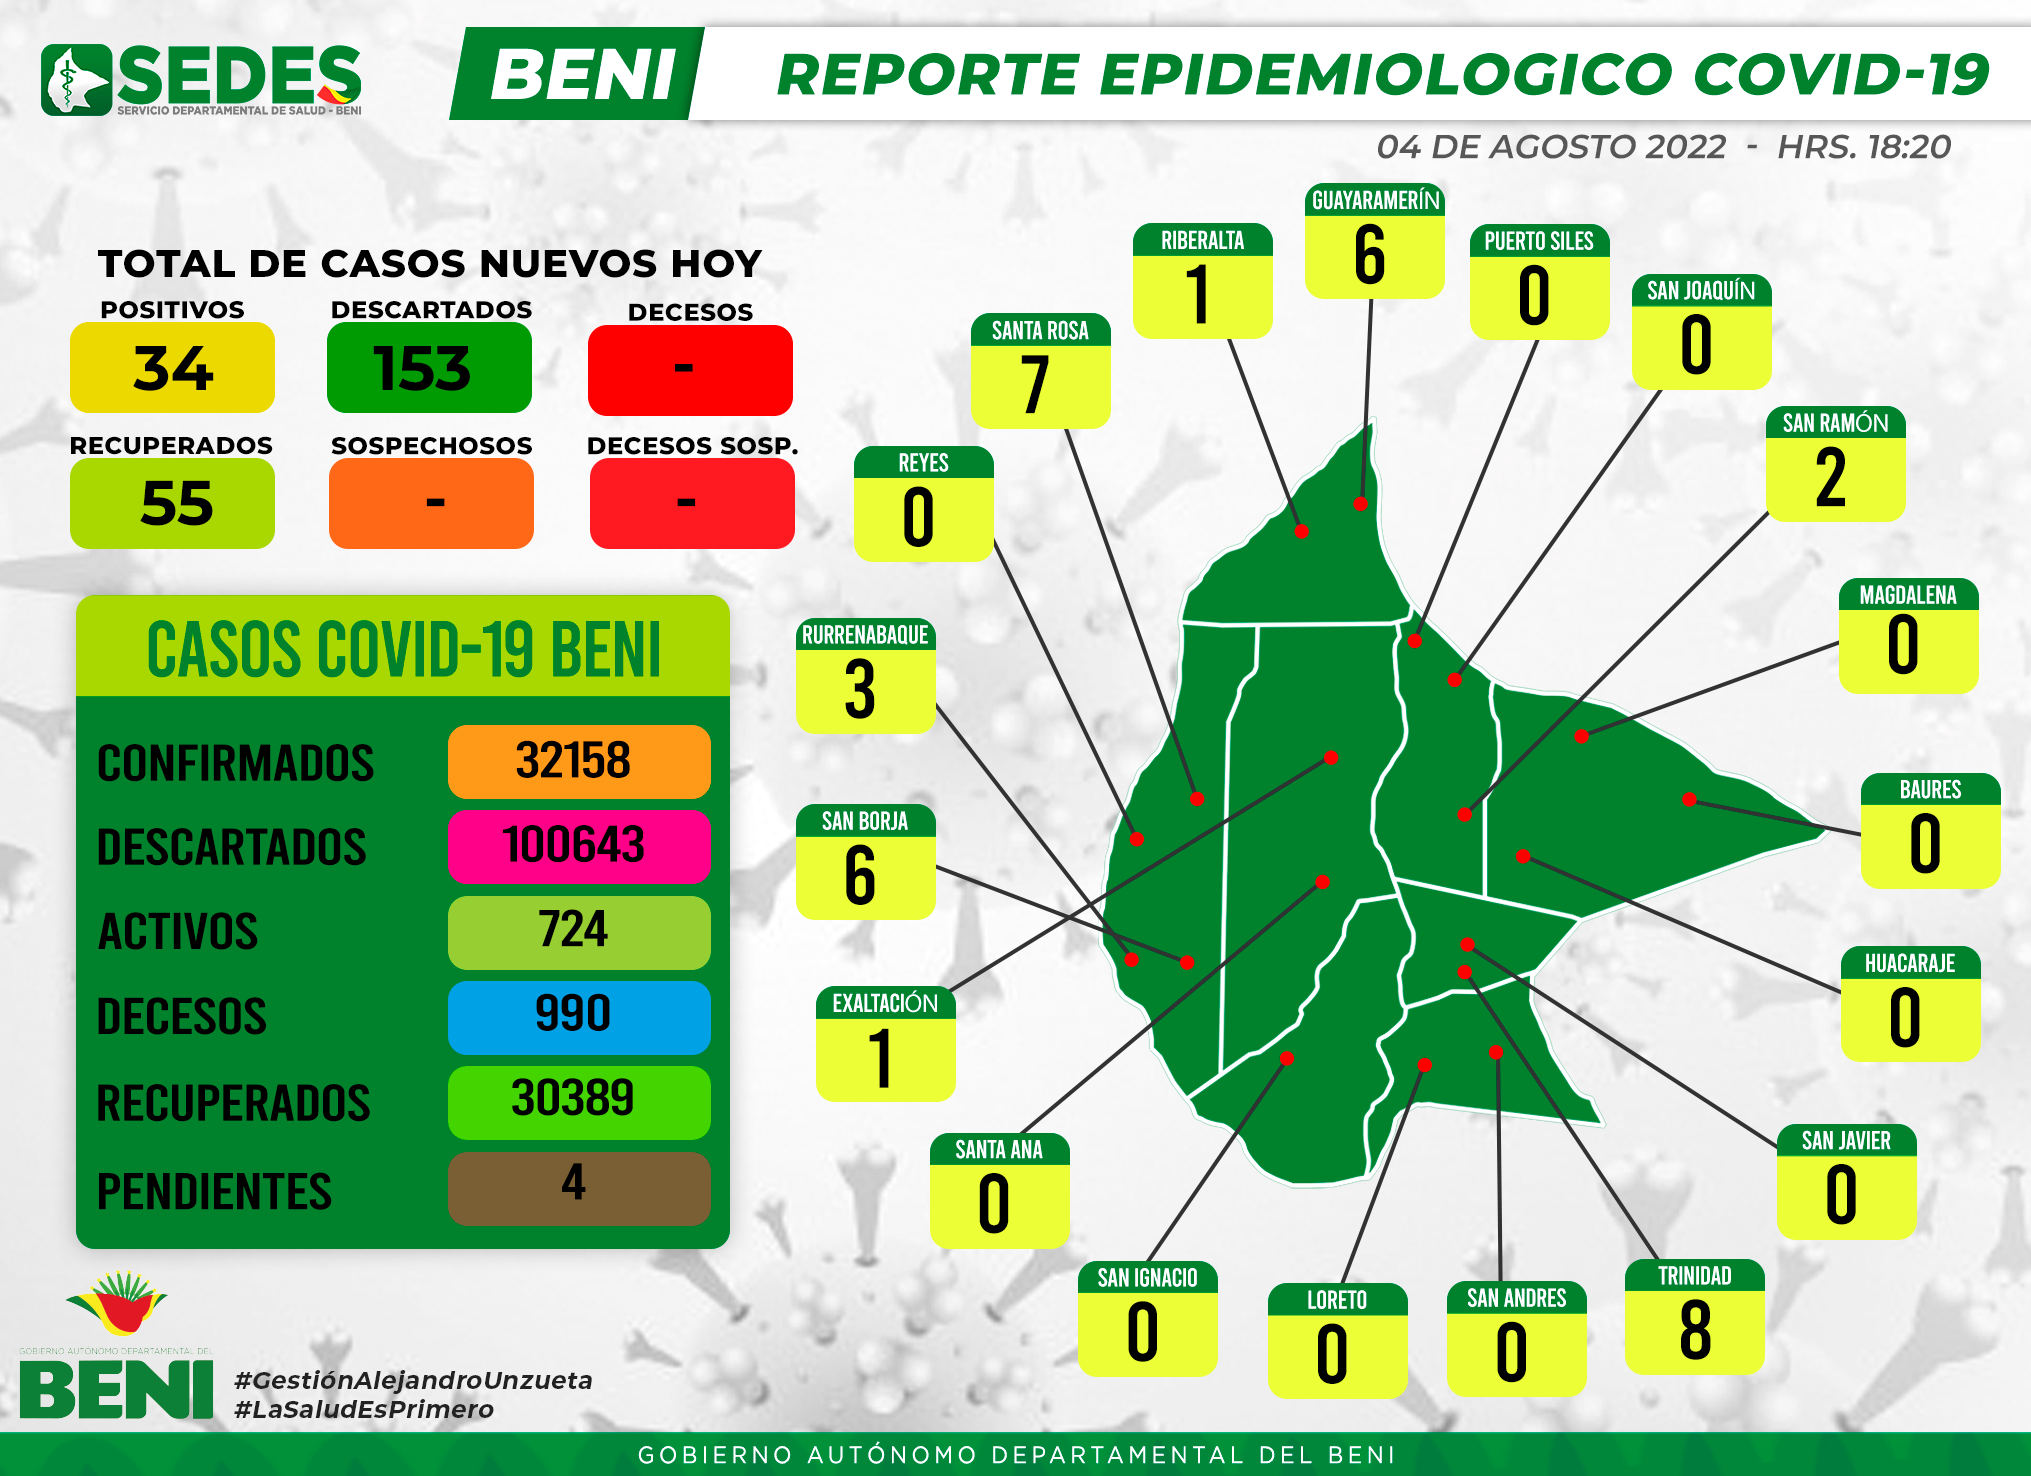 SEDES
SERVICIO DEPARTAMENTAL DE SALUD - BENI
BENI
REPORTE EPIDEMIOLOGICO COVID-19
04 DE AGOSTO 2022 - HRS. 18:20
TOTAL DE CASOS NUEVOS HOY
POSITIVOS
34
DESCARTADOS
153
DECESOS
-
RECUPERADOS
55
SOSPECHOSOS
-
DECESOS SOSP.
-
CASOS COVID-19 BENI
CONFIRMADOS 32158
DESCARTADOS 100643
ACTIVOS 724
DECESOS 990
RECUPERADOS 30389
PENDIENTES 4
GUAYARAMERÍN
6
RIBERALTA
1
PUERTO SILES
0
SAN JOAQUÍN
0
SANTA ROSA
7
SAN RAMÓN
2
REYES
0
MAGDALENA
0
RURRENABAQUE
3
BAURES
0
SAN BORJA
6
HUACARAJE
0
EXALTACIÓN
1
SAN JAVIER
0
SANTA ANA
0
SAN IGNACIO
0
LORETO
0
SAN ANDRES
0
TRINIDAD
8
GOBIERNO AUTÓNOMO DEPARTAMENTAL DEL
BENI
#GestiónAlejandroUnzueta
#LaSaludEsPrimero
GOBIERNO AUTÓNOMO DEPARTAMENTAL DEL BENI